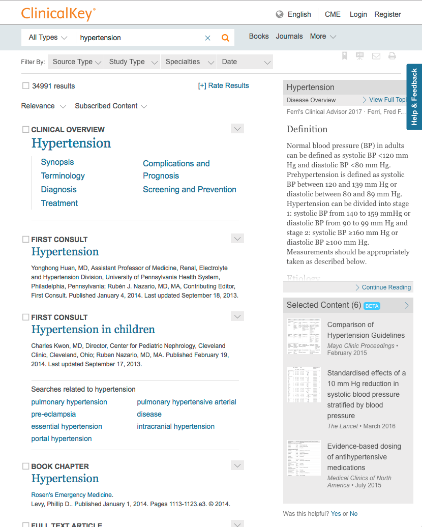 ClinicalKey®
English CME Login Register
All Types hypertension ×
Books Journals More
Filter By: Source Type Study Type Specialties Date
34991 results
[+] Rate Results
Relevance Subscribed Content
CLINICAL OVERVIEW
Hypertension
Synopsis
Terminology
Diagnosis
Treatment
Complications and
Prognosis
Screening and Prevention
FIRST CONSULT
Hypertension
Yonghong Huan, MD, Assistant Professor of Medicine, Renal, Electrolyte
and Hypertension Division, University of Pennsylvania Health System,
Philadelphia, Pennsylvania; Rubén J. Nazario, MD, MA, Contributing Editor,
First Consult. Published January 4, 2014. Last updated September 18, 2013.
FIRST CONSULT
Hypertension in children
Charles Kwon, MD, Director, Center for Pediatric Nephrology, Cleveland
Clinic, Cleveland, Ohio; Ruben Nazario, MD, MA. Published February 19,
2014. Last updated September 17, 2013.
Searches related to hypertension
pulmonary hypertension
pre-eclampsia
essential hypertension
portal hypertension
pulmonary hypertensive arterial
disease
intracranial hypertension
BOOK CHAPTER
Hypertension
Rosen's Emergency Medicine.
Levy, Phillip D.. Published January 1, 2014. Pages 1113-1123.e3. © 2014.
FULL TEXT ARTICLE
Hypertension
Disease Overview
View Full Top
Ferri's Clinical Advisor 2017 • Ferri, Fred F...
Definition
Normal blood pressure (BP) in adults
can be defined as systolic BP <120 mm
Hg and diastolic BP <80 mm Hg.
Prehypertension is defined as systolic
BP between 120 and 139 mm Hg or
diastolic between 80 and 89 mm Hg.
Hypertension can be divided into stage
1: systolic BP from 140 to 159 mmHg or
diastolic BP from 90 to 99 mm Hg and
stage 2: systolic BP ≥160 mm Hg or
diastolic BP ≥100 mm Hg.
Measurements should be appropriately
taken as described below.
Continue Reading
Selected Content (6) BETA
Comparison of
Hypertension Guidelines
Mayo Clinic Proceedings •
February 2015
Standardised effects of a
10 mm Hg reduction in
systolic blood pressure
stratified by blood
pressure
The Lancet • March 2016
Evidence-based dosing
of antihypertensive
medications
Medical Clinics of North
America • July 2015
Was this helpful? Yes or No
Help & Feedback